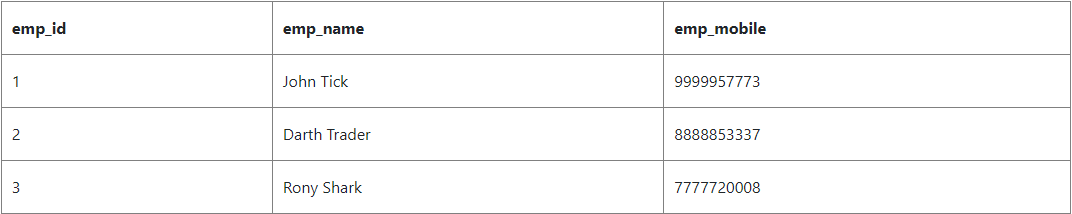 emp_id emp_name emp_mobile
1 John Tick 9999957773
2 Darth Trader 8888853337
3 Rony Shark 7777720008